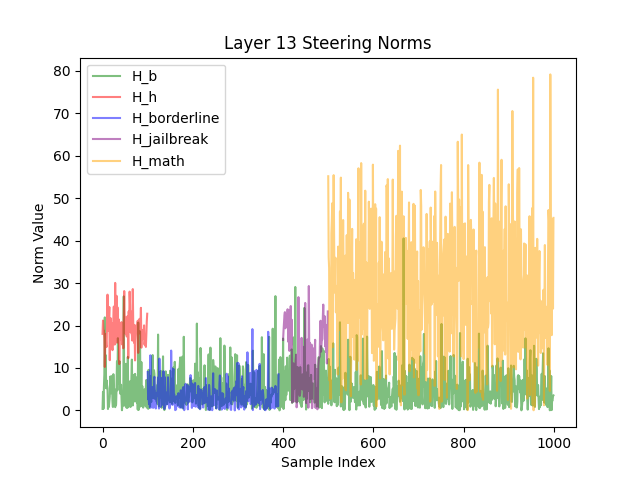 Layer 13 Steering Norms
H_b
H_h
H_borderline
H_jailbreak
H_math
Norm Value
80
70
60
50
40
30
20
10
0
0 200 400 600 800 1000
Sample Index